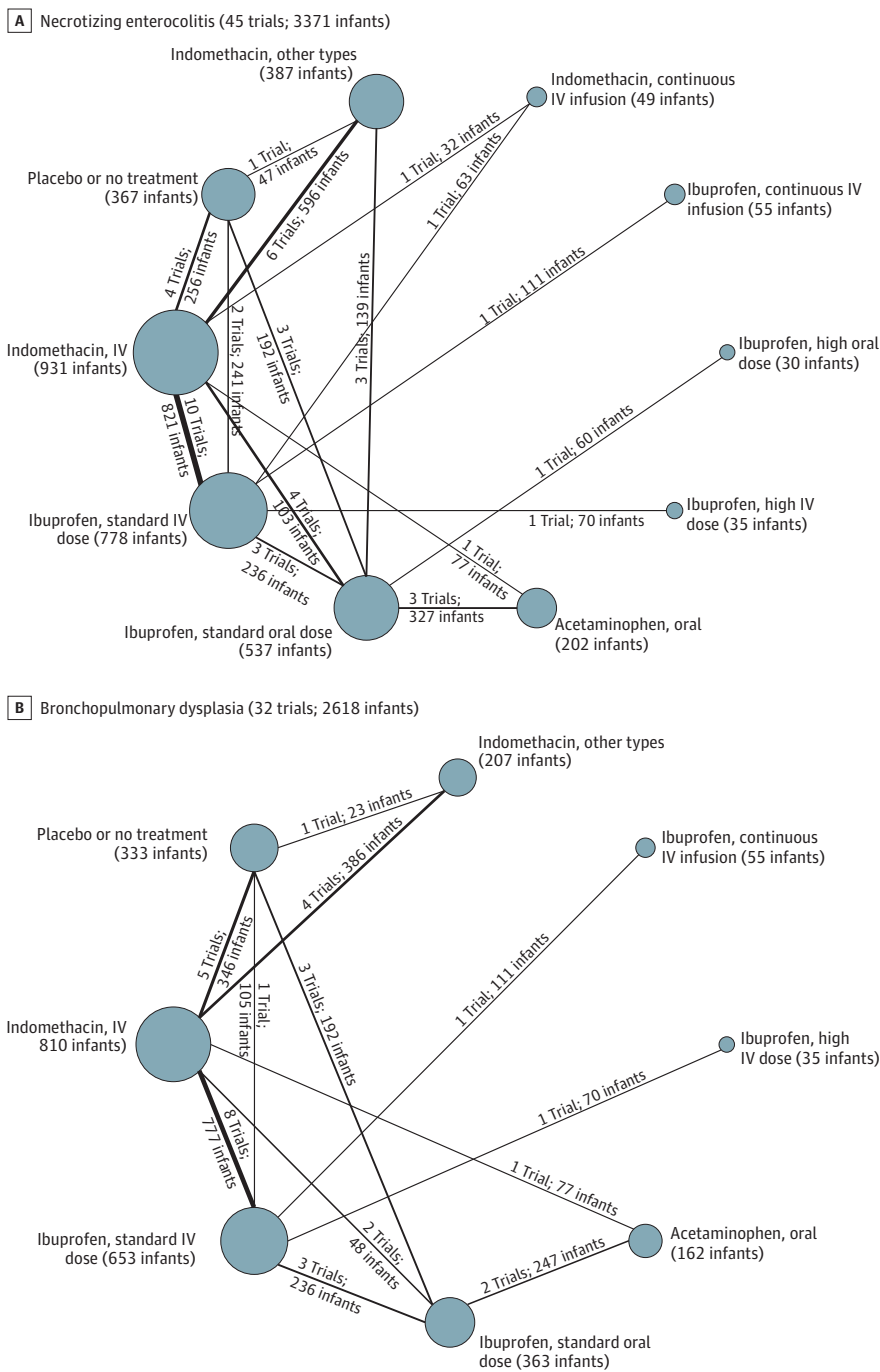 A Necrotizing enterocolitis (45 trials; 3371 infants)
Indomethacin, other types
(387 infants)
Indomethacin, continuous
IV infusion (49 infants)
1 Trial;
47 infants
1 Trial; 32 infants
Placebo or no treatment
(367 infants)
6 Trials; 596 infants
1 Trial; 63 infants
Ibuprofen, continuous IV
infusion (55 infants)
4 Trials;
256 infants
1 Trial; 111 infants
2 Trials; 241 infants
3 Trials;
192 infants
3 Trials; 139 infants
Indomethacin, IV
(931 infants)
Ibuprofen, high oral
dose (30 infants)
10 Trials;
821 infants
1 Trial; 60 infants
Ibuprofen, standard IV
dose (778 infants)
4 Trials;
103 infants
1 Trial; 70 infants
Ibuprofen, high IV
dose (35 infants)
3 Trials;
236 infants
1 Trial;
77 infants
3 Trials;
327 infants
Ibuprofen, standard oral dose
(537 infants)
Acetaminophen, oral
(202 infants)
B Bronchopulmonary dysplasia (32 trials; 2618 infants)
Indomethacin, other types
(207 infants)
1 Trial; 23 infants
Placebo or no treatment
(333 infants)
4 Trials; 386 infants
Ibuprofen, continuous
IV infusion (55 infants)
5 Trials;
346 infants
1 Trial;
105 infants
3 Trials; 192 infants
1 Trial; 111 infants
Indomethacin, IV
810 infants)
Ibuprofen, high
IV dose (35 infants)
8 Trials;
777 infants
1 Trial; 70 infants
1 Trial; 77 infants
Ibuprofen, standard IV
dose (653 infants)
2 Trials;
48 infants
Acetaminophen, oral
(162 infants)
3 Trials;
236 infants
2 Trials; 247 infants
Ibuprofen, standard oral
dose (363 infants)